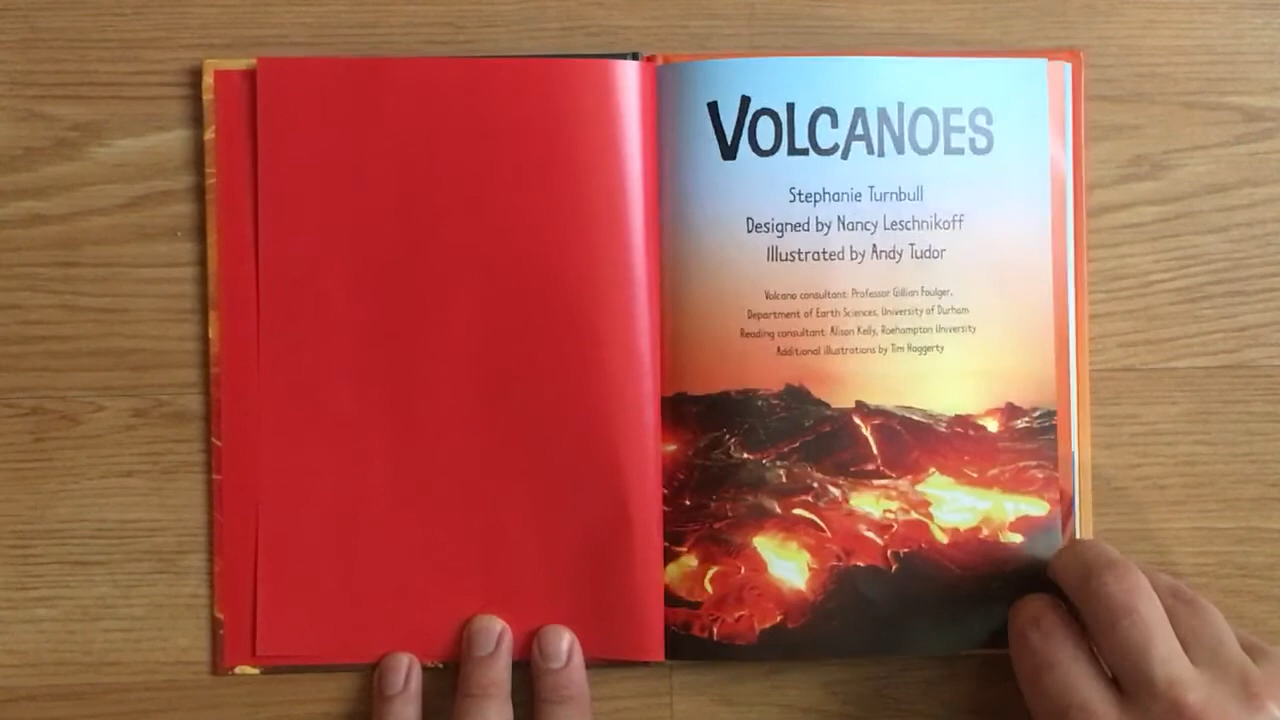 VOLCANOES
Stephanie Turnbull
Designed by Nancy Leschnikoff
Illustrated by Andy Tudor
Volcano consultant: Professor Gillian Foulger,
Department of Earth Sciences, University of Durham
Reading consultant: Alison Kelly, Roehampton University
Additional illustrations by Tim Haggerty